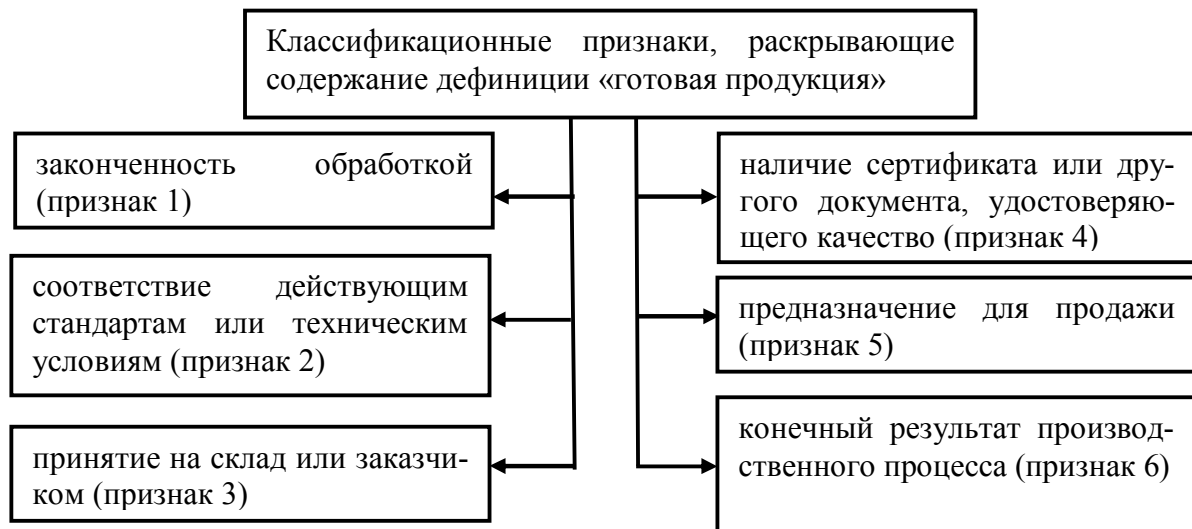 Классификационные признаки, раскрывающие
содержание дефиниции «готовая продукция»
законченность обработкой
(признак 1)
соответствие действующим
стандартам или техническим
условиям (признак 2)
принятие на склад или заказчи-
ком (признак 3)
наличие сертификата или дру-
гого документа, удостоверяю-
щего качество (признак 4)
предназначение для продажи
(признак 5)
конечный результат производ-
ственного процесса (признак 6)